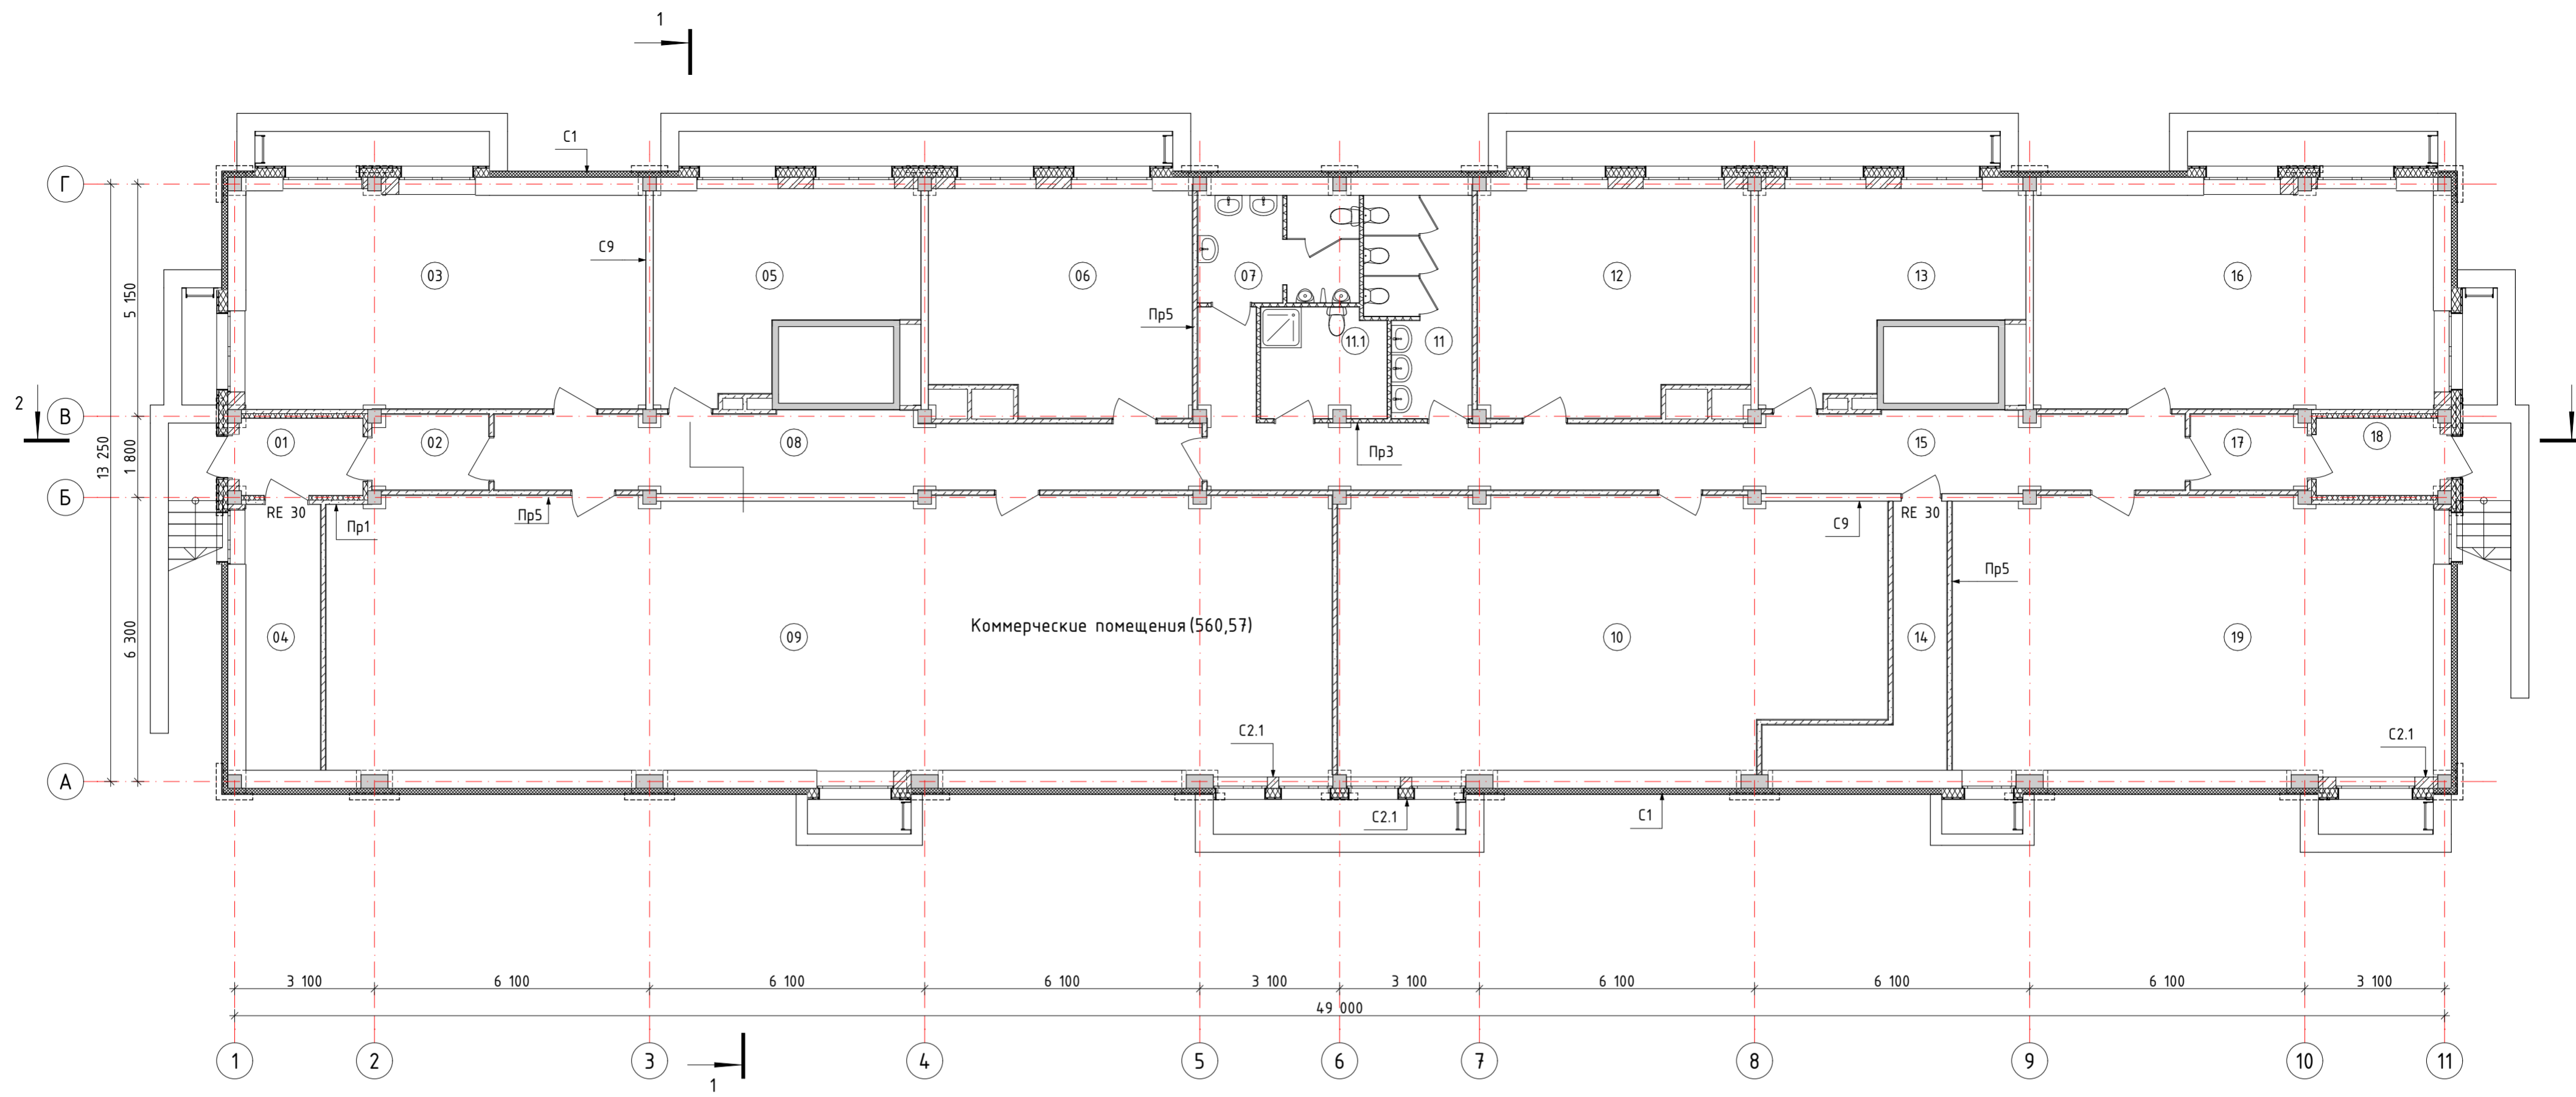 1
С1
Г
С9
03
05
06
07
12
13
16
Пр5
11.1
11
5 150
2
В
01
02
08
15
17
18
13 250
1 800
Пр3
Б
RE 30
Пр1
Пр5
С9
RE 30
Пр5
6 300
04
09
Коммерческие помещения(560,57)
10
14
19
С2.1
С2.1
А
С2.1
С1
3 100
6 100
6 100
6 100
3 100
3 100
6 100
6 100
6 100
3 100
49 000
1
2
3
4
5
6
7
8
9
10
11
1